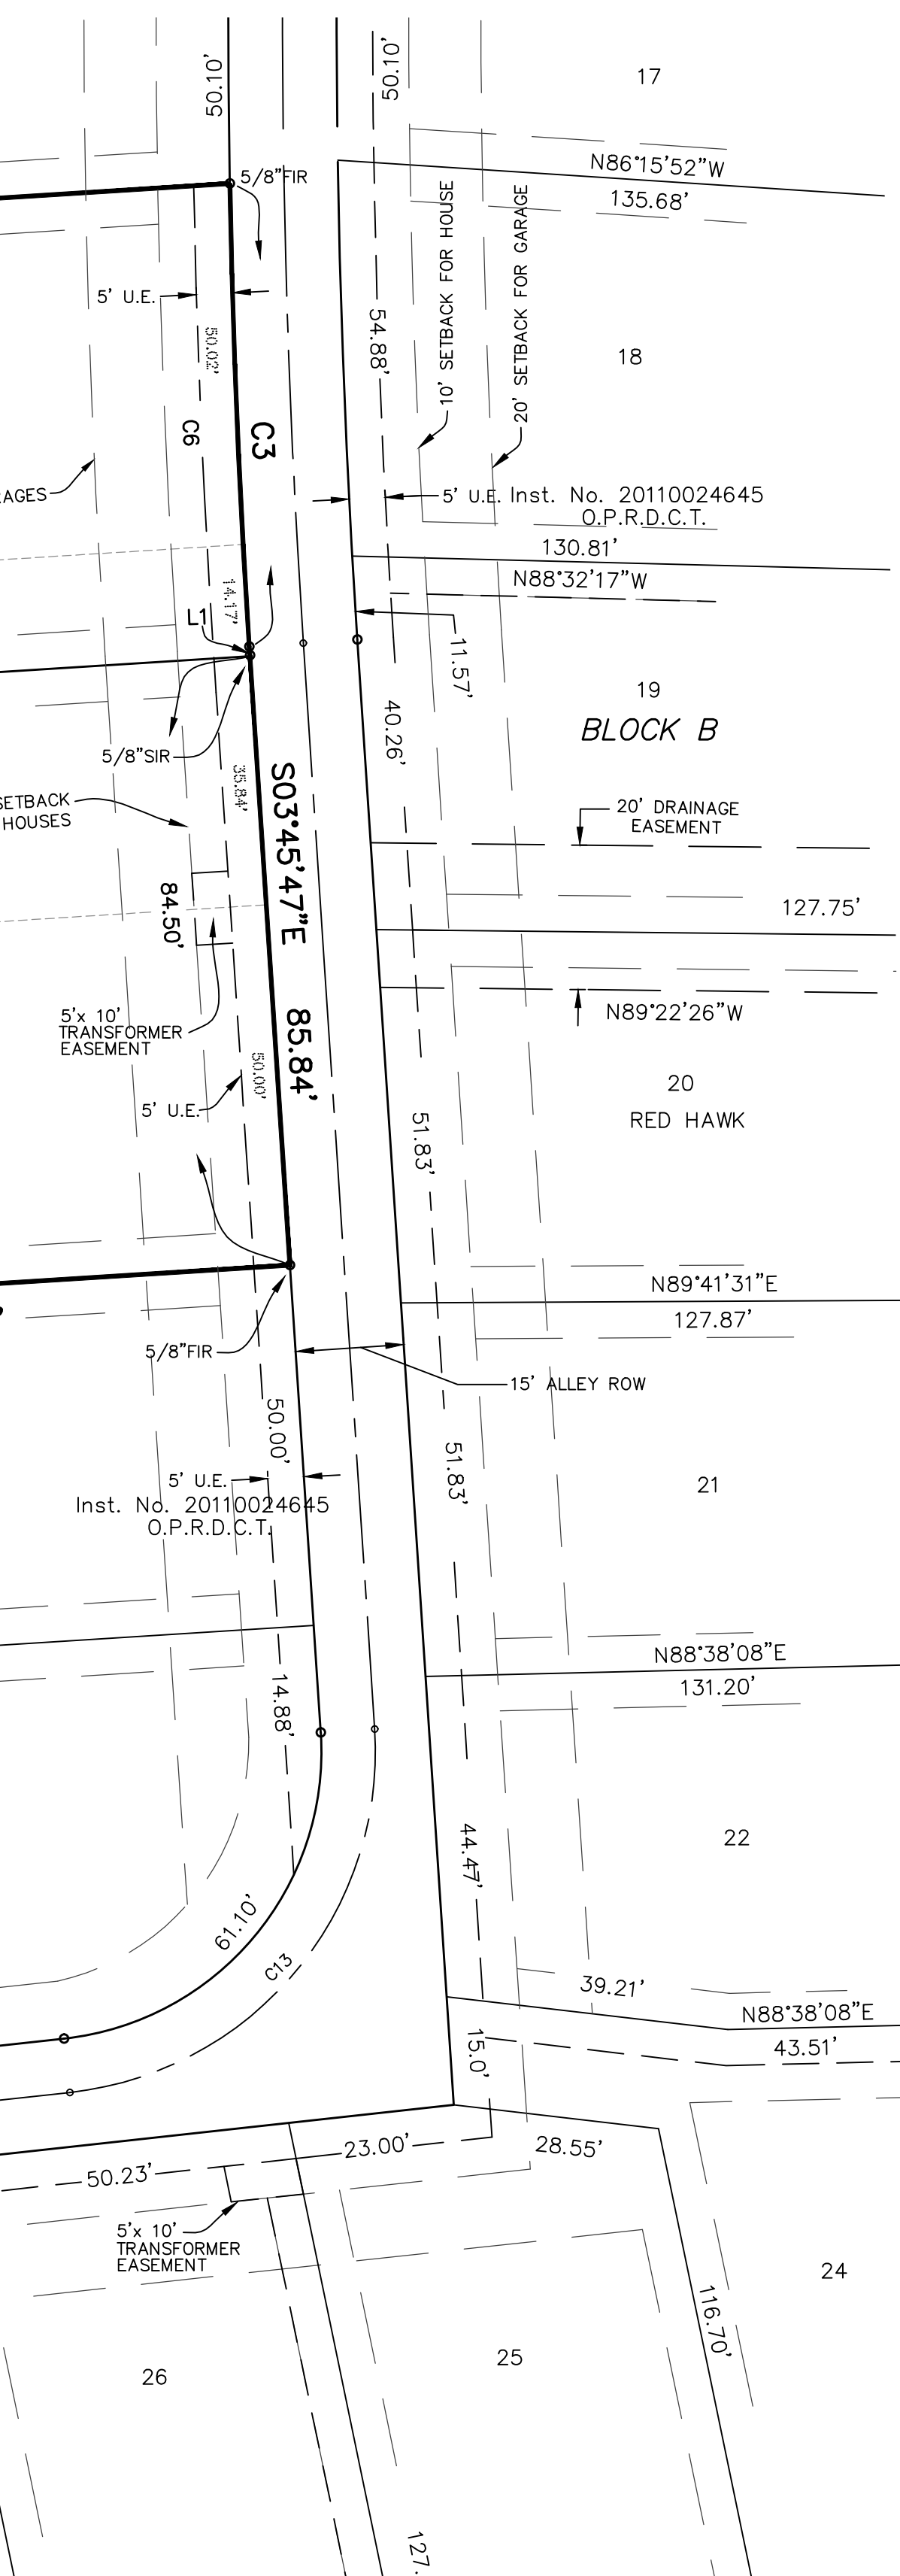 50.10'
50.10'
17
5/8"FIR
N86°15'52"W
135.68'
10' SETBACK FOR HOUSE
20' SETBACK FOR GARAGE
5' U.E.
50.02'
54.88'
18
C6
C3
AGES
5' U.E. Inst. No. 20110024645
O.P.R.D.C.T.
130.81'
N88°32'17"W
14.17'
L1
11.57'
19
BLOCK B
40.26'
5/8"SIR
35.84'
S03°45'47"E 85.84'
SETBACK
HOUSES
20' DRAINAGE
EASEMENT
84.50'
127.75'
5'x 10'
TRANSFORMER
EASEMENT
N89°22'26"W
50.00'
20
RED HAWK
5' U.E.
51.83'
N89°41'31"E
127.87'
5/8"FIR
15' ALLEY ROW
50.00'
51.83'
5' U.E.
Inst. No. 20110024645
O.P.R.D.C.T.
21
N88°38'08"E
131.20'
14.88'
22
44.47'
61.10'
C13
39.21'
N88°38'08"E
43.51'
15.0'
23.00'
28.55'
50.23'
5'x 10'
TRANSFORMER
EASEMENT
24
116.70'
25
26
127.